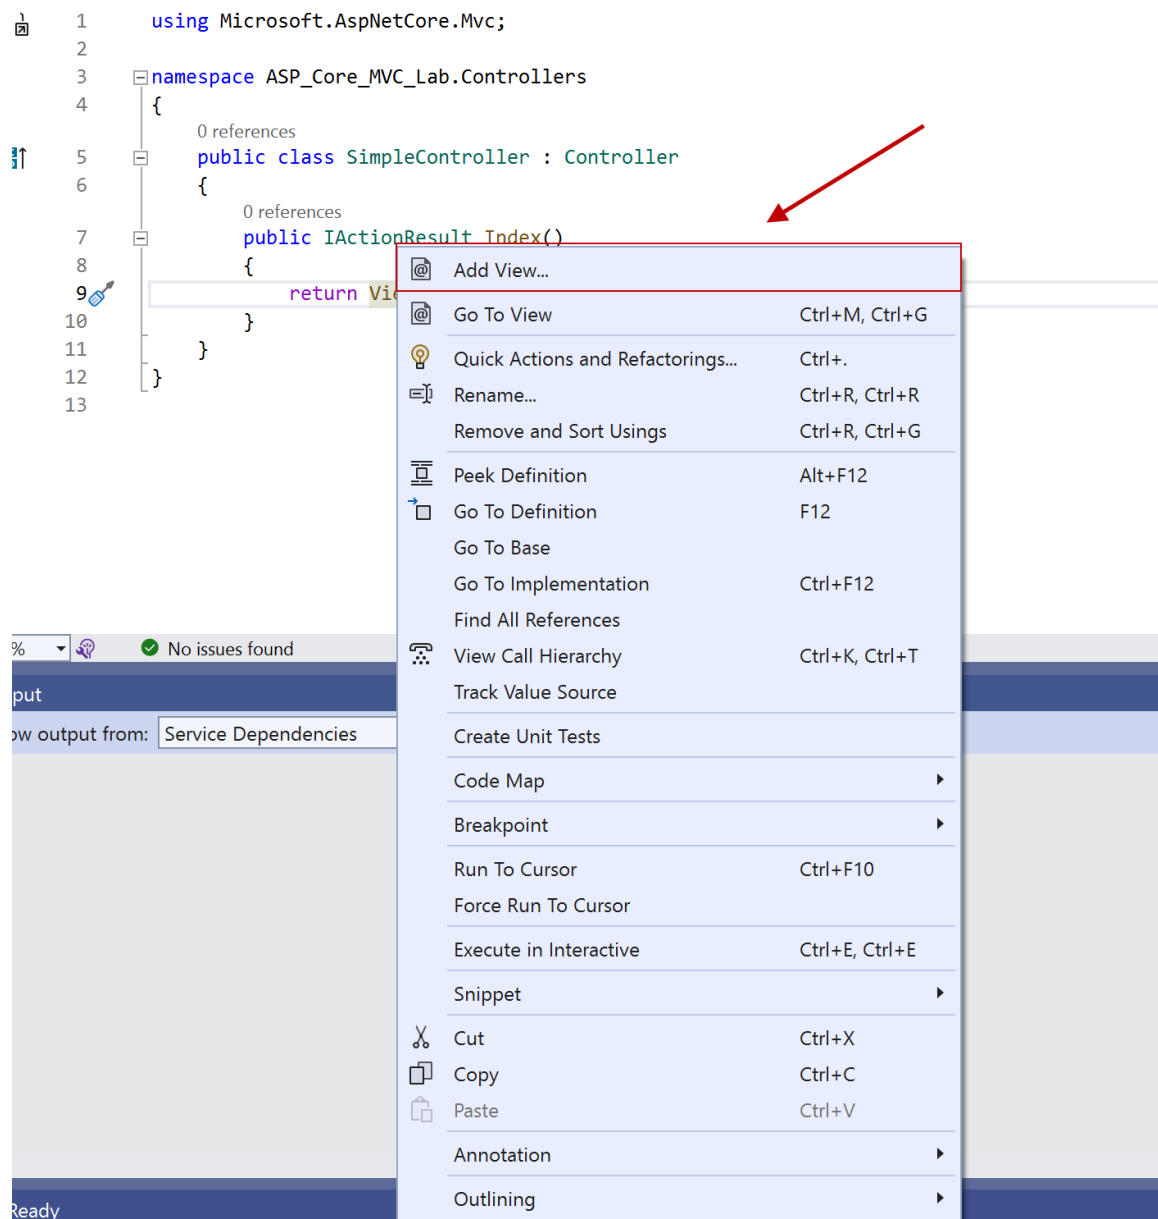 1 using Microsoft.AspNetCore.Mvc;
2
3 namespace ASP_Core_MVC_Lab.Controllers
4 {
0 references
5 public class SimpleController : Controller
6 {
0 references
7 public IActionResult Index()
8 {
9 return Vie
10 }
11 }
12 }
13
Add View...
Go To View Ctrl+M, Ctrl+G
Quick Actions and Refactorings... Ctrl+.
Rename... Ctrl+R, Ctrl+R
Remove and Sort Usings Ctrl+R, Ctrl+G
Peek Definition Alt+F12
Go To Definition F12
Go To Base
Go To Implementation Ctrl+F12
Find All References
View Call Hierarchy Ctrl+K, Ctrl+T
Track Value Source
Create Unit Tests
Code Map
Breakpoint
Run To Cursor Ctrl+F10
Force Run To Cursor
Execute in Interactive Ctrl+E, Ctrl+E
Snippet
Cut Ctrl+X
Copy Ctrl+C
Paste Ctrl+V
Annotation
Outlining
% No issues found
put
ow output from: Service Dependencies
Ready